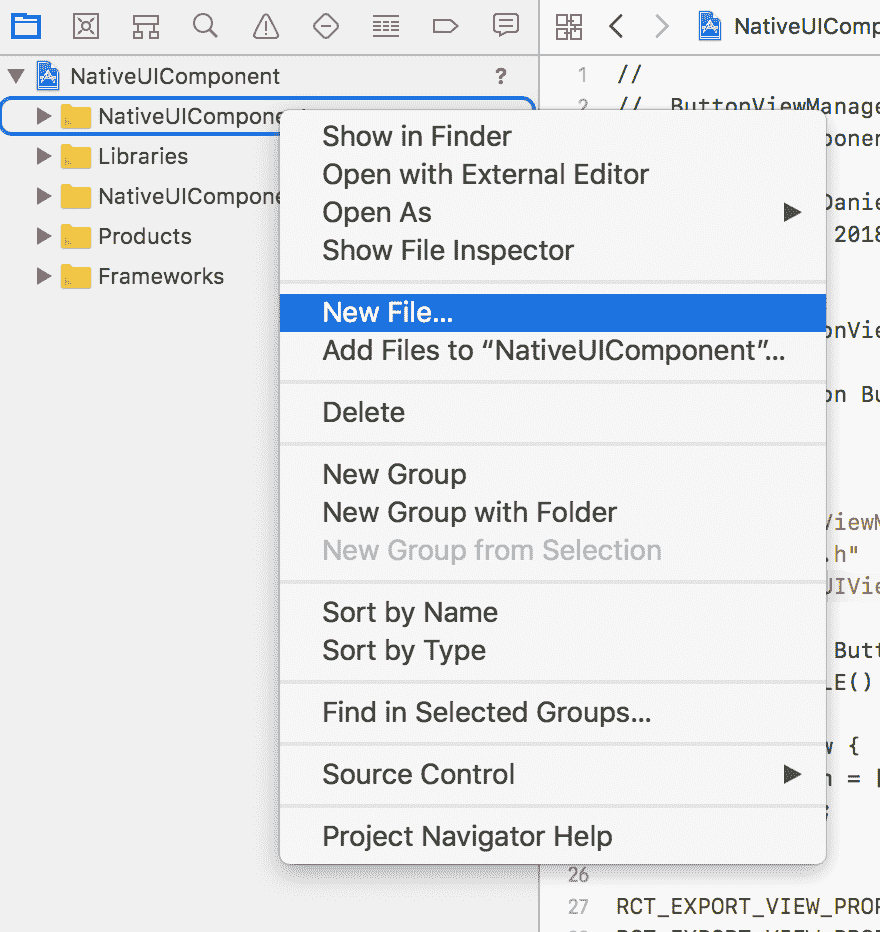 NativeUIComp
NativeUIComponent ?
NativeUICompone
Libraries
NativeUICompone
Products
Frameworks
Show in Finder
Open with External Editor
Open As
Show File Inspector
New File...
Add Files to “NativeUIComponent”...
Delete
New Group
New Group with Folder
New Group from Selection
Sort by Name
Sort by Type
Find in Selected Groups...
Source Control
Project Navigator Help
1 //
2 // ButtonViewManage
ponent
Danie
2018
onVie
on Bu
ViewM
.h"
UIVie
Butt
LE()
w {
n = [
;
26
27 RCT_EXPORT_VIEW_PROP